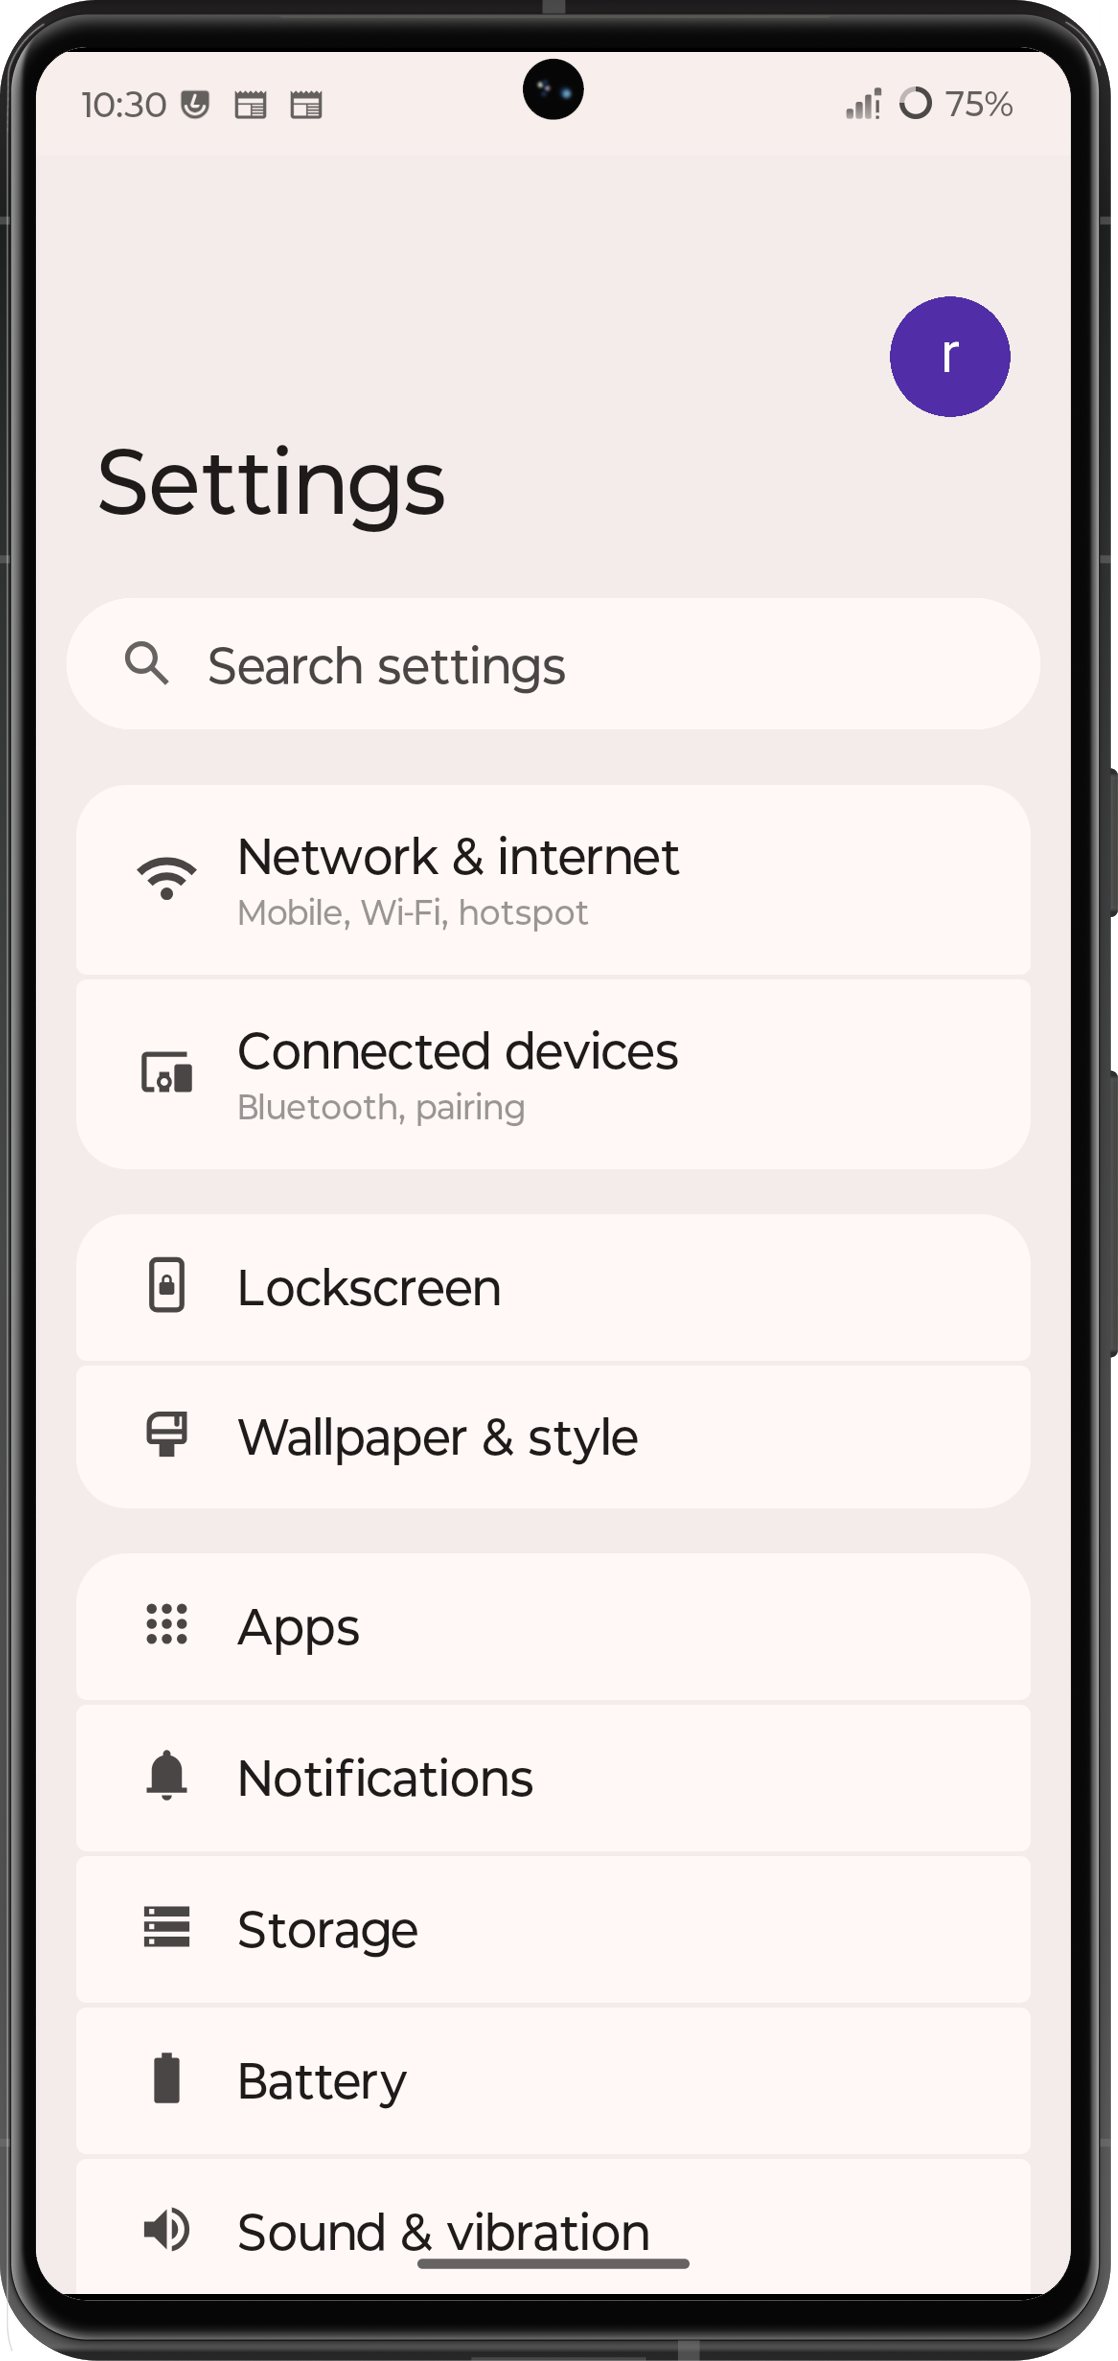 10:30 75%
r
Settings
Search settings
Network & internet
Mobile, Wi-Fi, hotspot
Connected devices
Bluetooth, pairing
Lockscreen
Wallpaper & style
Apps
Notifications
Storage
Battery
Sound & vibration